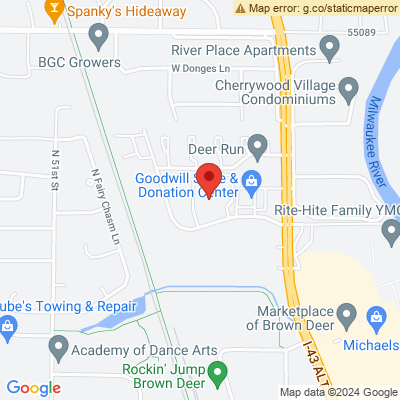 Map error: g.co/staticmaperror
Spanky's Hideaway
55089
River Place Apartments
BGC Growers
W Donges Ln
Cherrywood Village
Condominiums
Milwaukee River
Deer Run
N 51st St
N Fairy Chasm Ln
Goodwill Store &
Donation Center
Rite-Hite Family YMC
ube's Towing & Repair
Marketplace
of Brown Deer
I-43 ALT
Michaels
Academy of Dance Arts
Rockin' Jump
Brown Deer
Google
Map data ©2024 Google